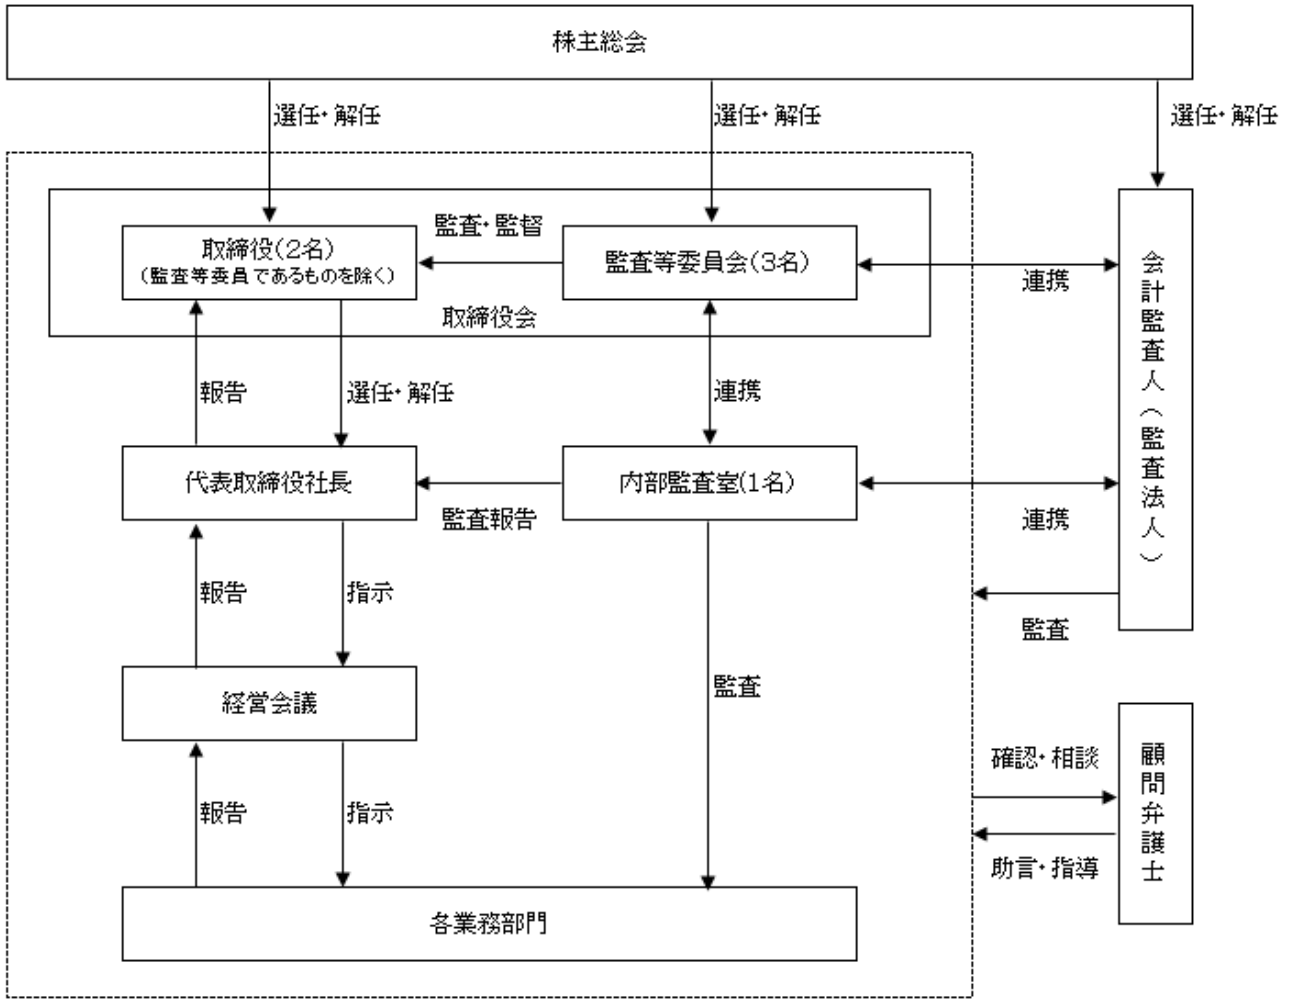 株主総会
選任・解任
選任・解任
選任・解任
取締役(2名)
(監査等委員であるものを除く)
監査・監督
監査等委員会(3名)
取締役会
連携
会計監査人(監査法人)
報告
選任・解任
連携
代表取締役社長
監査報告
内部監査室(1名)
連携
監査
報告
指示
監査
経営会議
報告
指示
確認・相談
助言・指導
顧問弁護士
各業務部門